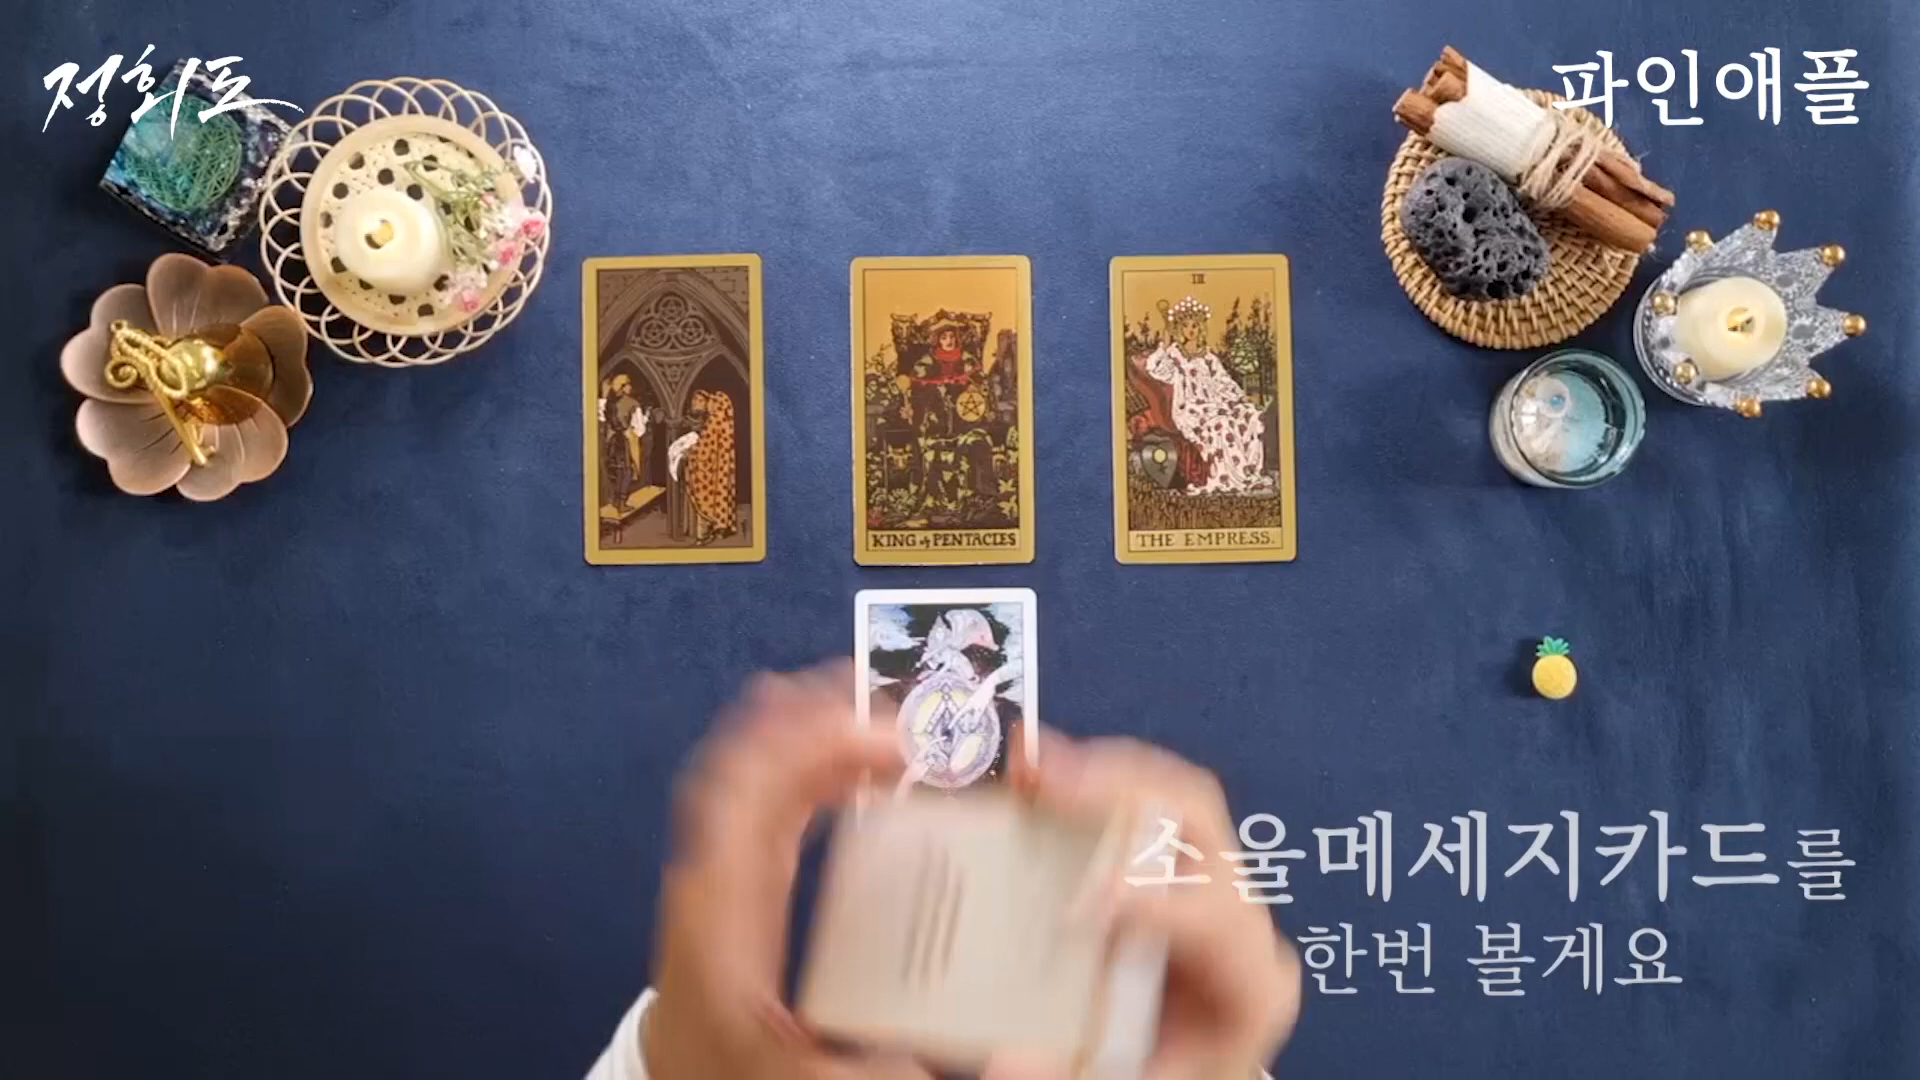 정회도
파인애플
III
KING of PENTACLES
THE EMPRESS.
소울메세지카드를
한번 볼게요